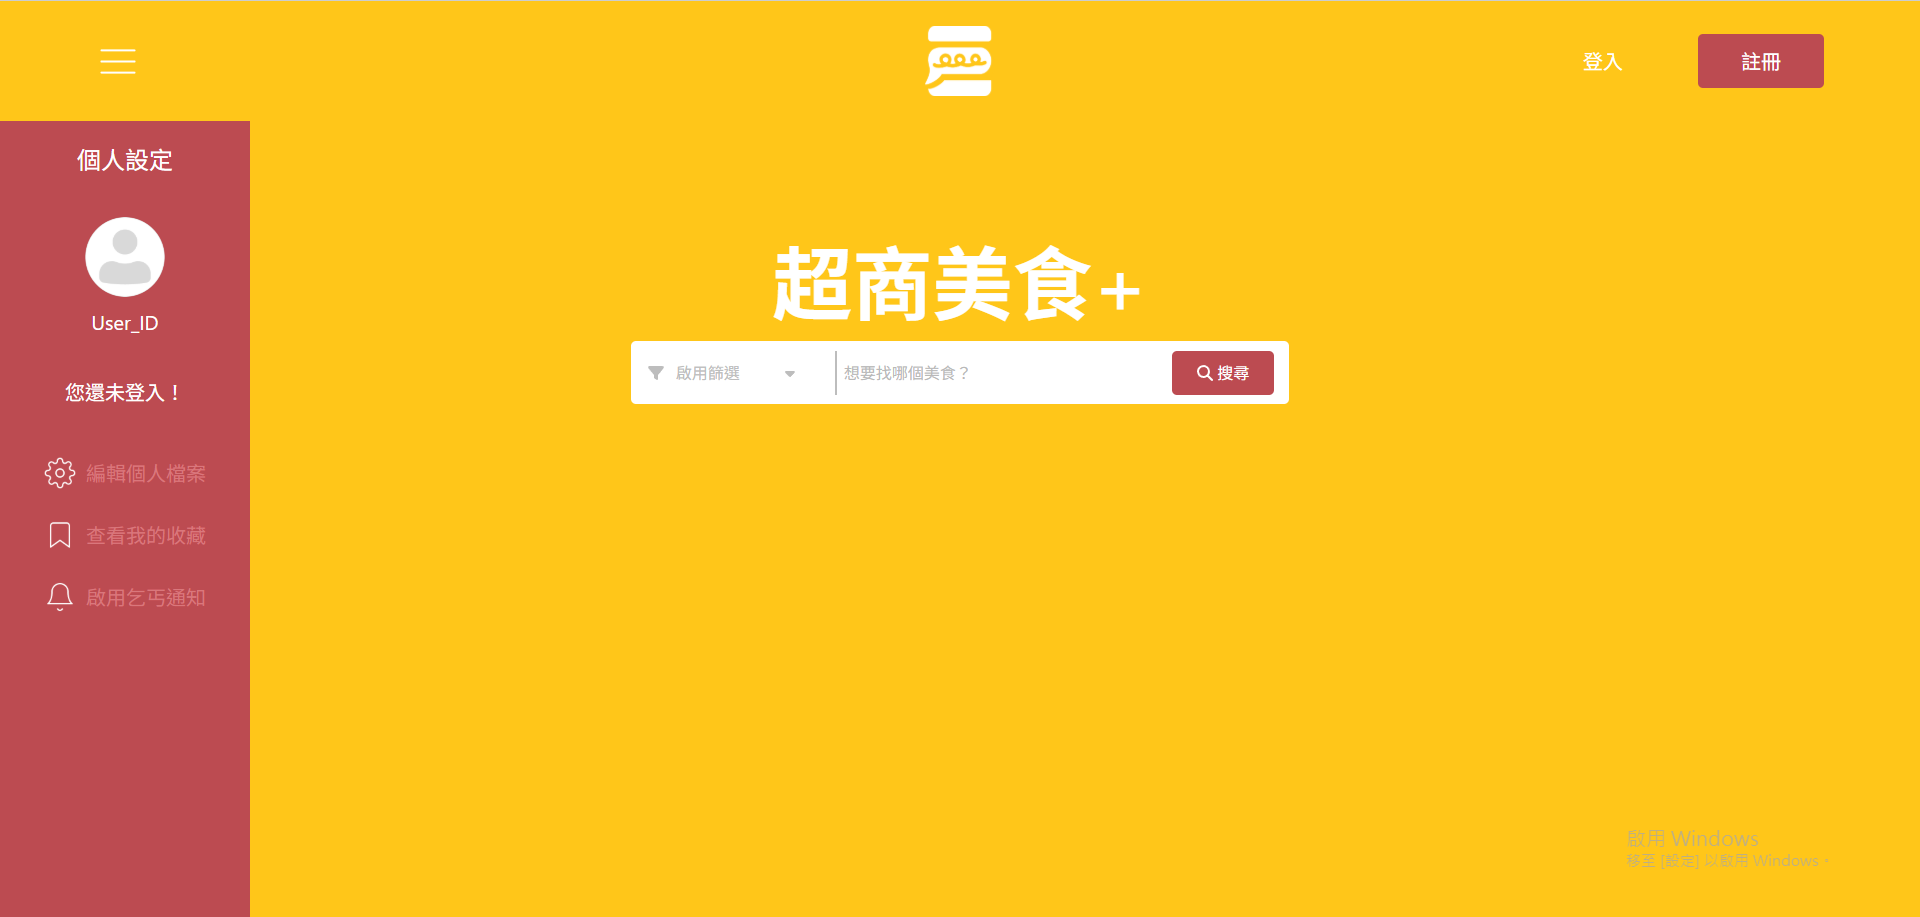 登入
註冊
個人設定
User_ID
您還未登入！
編輯個人檔案
查看我的收藏
啟用乞丐通知
超商美食+
啟用篩選
想要找哪個美食？
搜尋
啟用 Windows
移至 [設定] 以啟用 Windows。